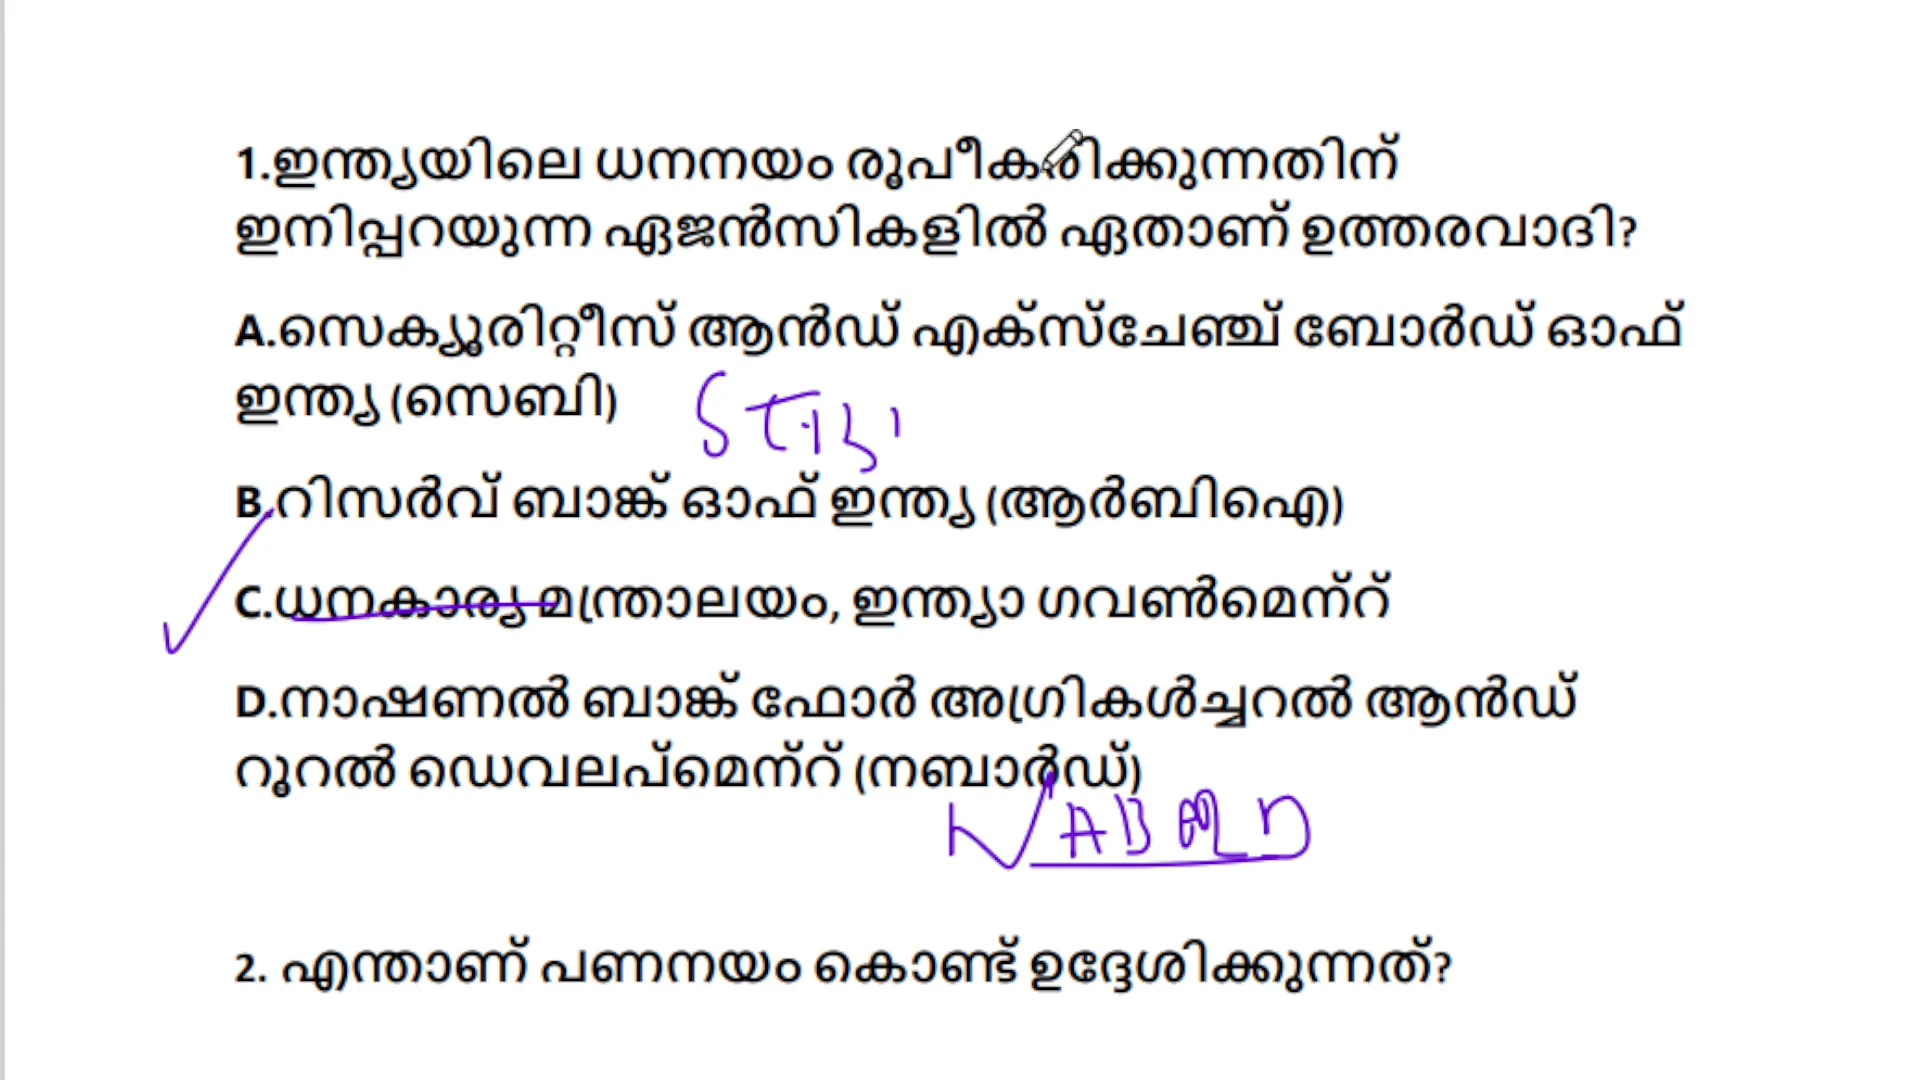 1.ഇന്ത്യയിലെ ധനനയം രൂപീകരിക്കുന്നതിന്
ഇനിപ്പറയുന്ന ഏജൻസികളിൽ ഏതാണ് ഉത്തരവാദി?
A.സെക്യൂരിറ്റീസ് ആൻഡ് എക്സ്ചേഞ്ച് ബോർഡ് ഓഫ്
ഇന്ത്യ (സെബി)
B.റിസർവ് ബാങ്ക് ഓഫ് ഇന്ത്യ (ആർബിഐ)
C.ധനകാര്യ മന്ത്രാലയം, ഇന്ത്യാ ഗവൺമെന്റ്
D.നാഷണൽ ബാങ്ക് ഫോർ അഗ്രികൾച്ചറൽ ആൻഡ്
റൂറൽ ഡെവലപ്മെന്റ് (നബാർഡ്)
2. എന്താണ് പണനയം കൊണ്ട് ഉദ്ദേശിക്കുന്നത്?